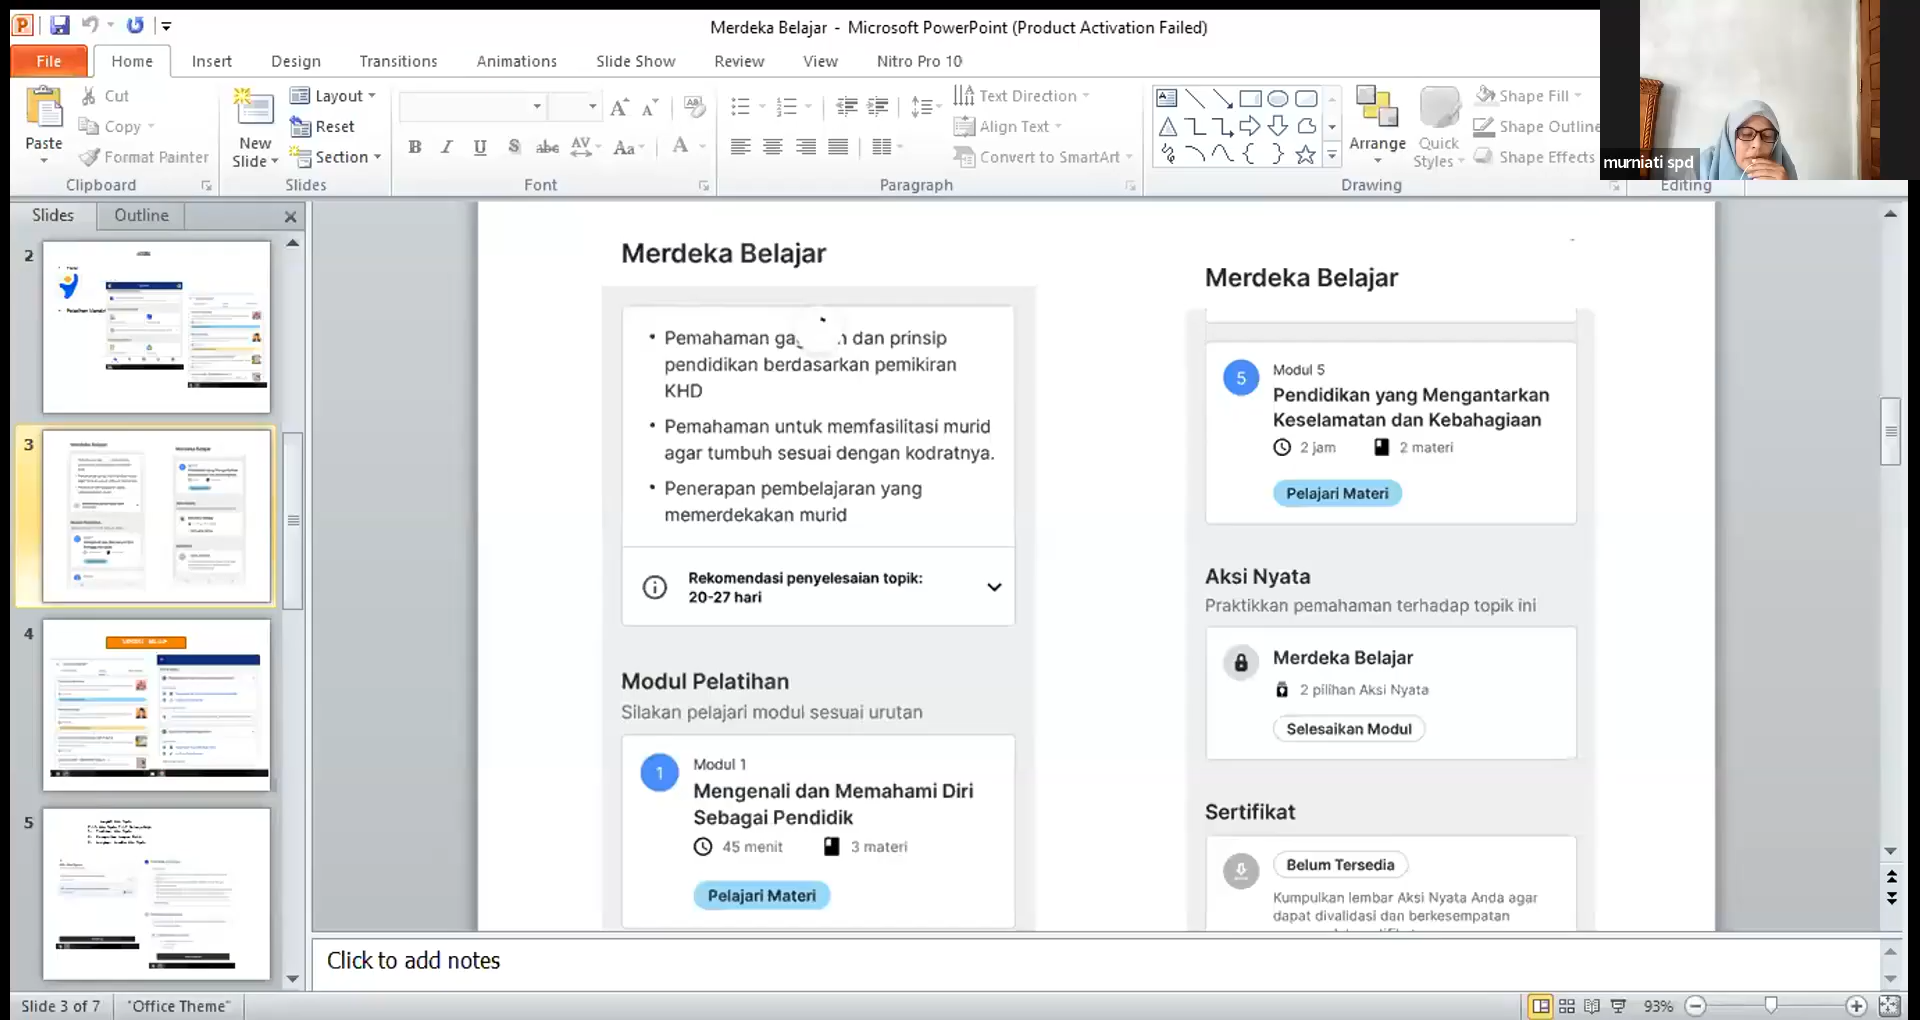 Merdeka Belajar - Microsoft PowerPoint (Product Activation Failed)
File
Home
Insert
Design
Transitions
Animations
Slide Show
Review
View
Nitro Pro 10
Paste
Cut
Copy
Format Painter
Clipboard
New
Slide
Layout
Reset
Section
Slides
Font
Text Direction
Align Text
Convert to SmartArt
Paragraph
Arrange
Quick
Styles
Shape Fill
Shape Outline
Shape Effects
Drawing
Editing
murniati spd
Slides
Outline
2
3
4
5
Merdeka Belajar
• Pemahaman dan prinsip
pendidikan berdasarkan pemikiran
KHD
• Pemahaman untuk memfasilitasi murid
agar tumbuh sesuai dengan kodratnya.
• Penerapan pembelajaran yang
memerdekakan murid
Rekomendasi penyelesaian topik:
20-27 hari
Modul Pelatihan
Silakan pelajari modul sesuai urutan
1
Modul 1
Mengenali dan Memahami Diri
Sebagai Pendidik
45 menit
3 materi
Pelajari Materi
Merdeka Belajar
5
Modul 5
Pendidikan yang Mengantarkan
Keselamatan dan Kebahagiaan
2 jam
2 materi
Pelajari Materi
Aksi Nyata
Praktikkan pemahaman terhadap topik ini
Merdeka Belajar
2 pilihan Aksi Nyata
Selesaikan Modul
Sertifikat
Belum Tersedia
Kumpulkan lembar Aksi Nyata Anda agar
dapat divalidasi dan berkesempatan
Click to add notes
Slide 3 of 7
"Office Theme"
93%